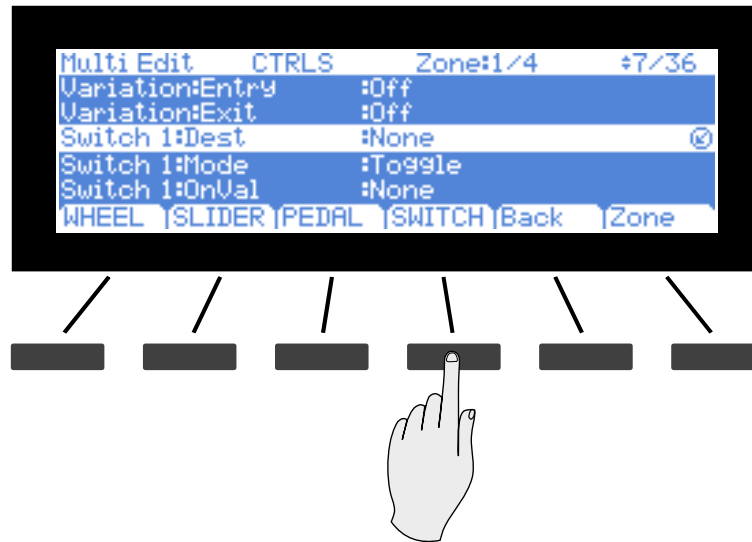 Multi Edit CTRLS Zone:1/4 ÷7/36
Variation:Entry :Off
Variation:Exit :Off
Switch 1:Dest :None
Switch 1:Mode :Toggle
Switch 1:OnVal :None
WHEEL SLIDER PEDAL SWITCH Back Zone